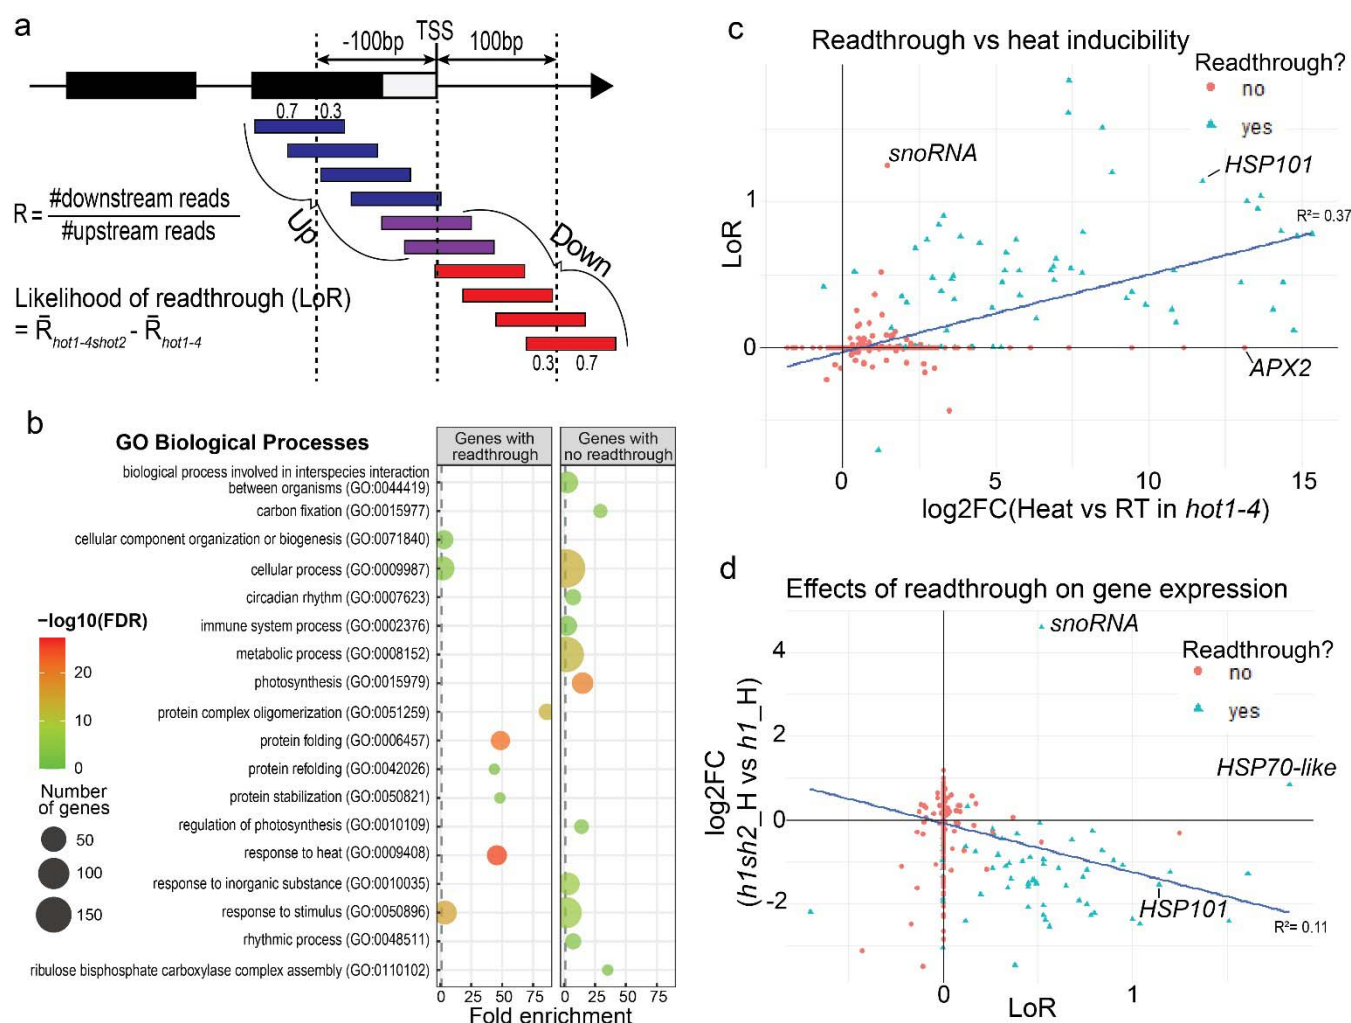 a
TSS
-100bp
100bp
0.7
0.3
R = #downstream reads
#upstream reads
Up
Down
Likelihood of readthrough (LoR)
= R̄hot1-4shot2 - R̄hot1-4
0.3
0.7
b
GO Biological Processes
Genes with
readthrough
Genes with
no readthrough
biological process involved in interspecies interaction
between organisms (GO:0044419)
carbon fixation (GO:0015977)
cellular component organization or biogenesis (GO:0071840)
cellular process (GO:0009987)
circadian rhythm (GO:0007623)
immune system process (GO:0002376)
metabolic process (GO:0008152)
photosynthesis (GO:0015979)
protein complex oligomerization (GO:0051259)
protein folding (GO:0006457)
protein refolding (GO:0042026)
protein stabilization (GO:0050821)
regulation of photosynthesis (GO:0010109)
response to heat (GO:0009408)
response to inorganic substance (GO:0010035)
response to stimulus (GO:0050896)
rhythmic process (GO:0048511)
ribulose bisphosphate carboxylase complex assembly (GO:0110102)
0 25 50 75
0 25 50 75
Fold enrichment
−log10(FDR)
20
10
0
Number
of genes
50
100
150
c
Readthrough vs heat inducibility
Readthrough?
no
yes
snoRNA
HSP101
R²= 0.37
APX2
1
0
LoR
0 5 10 15
log2FC(Heat vs RT in hot1-4)
d
Effects of readthrough on gene expression
snoRNA
Readthrough?
no
yes
HSP70-like
HSP101
R²= 0.11
4
2
0
-2
log2FC
(h1sh2_H vs h1_H)
0 1
LoR